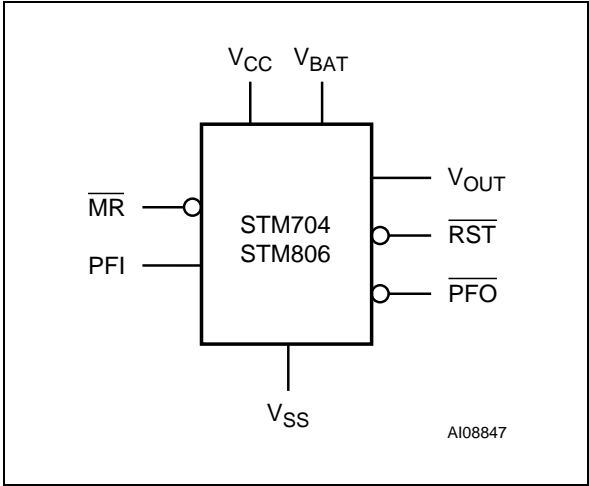 VCC VBAT
VOUT
MR
STM704
RST
STM806
PFI
PFO
VSS
AI08847